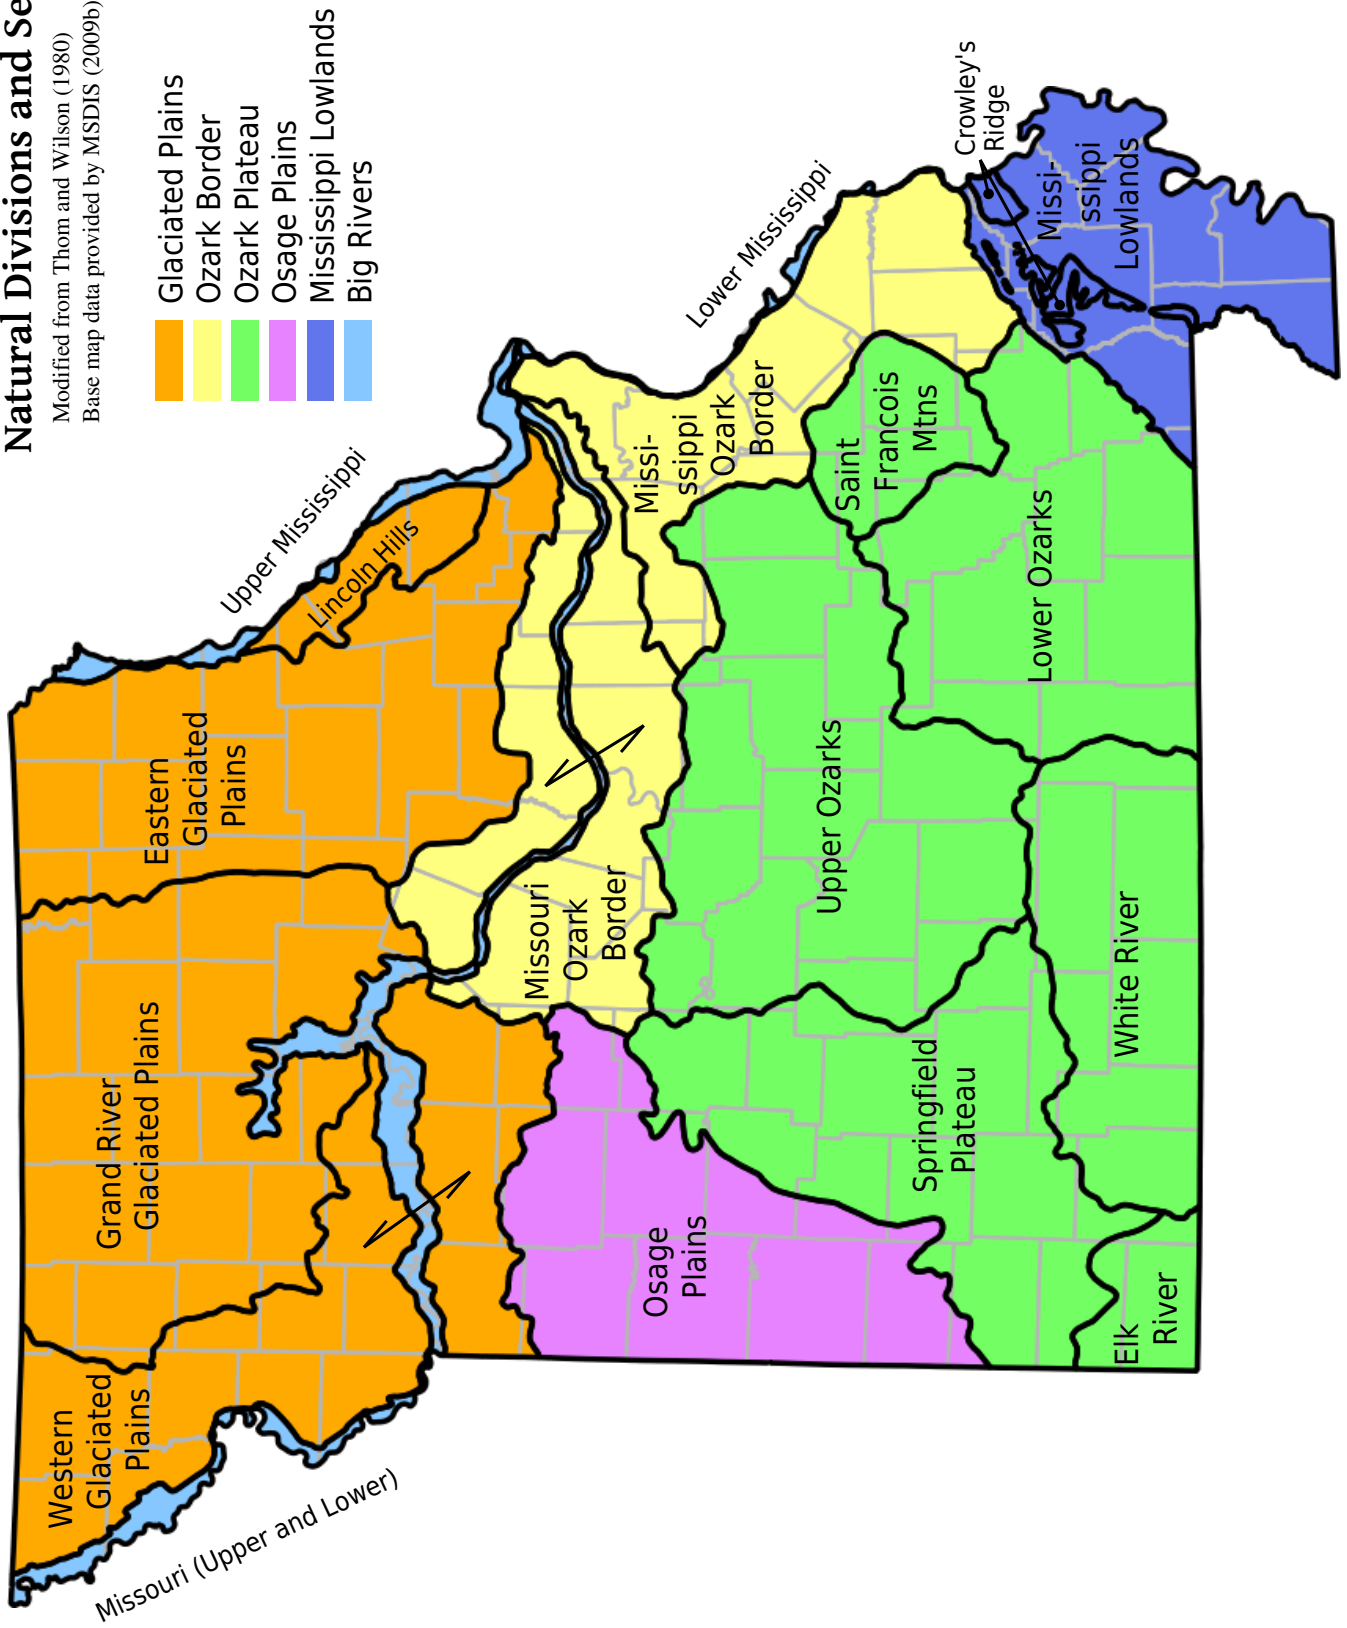 Natural Divisions and Se
Modified from Thom and Wilson (1980)
Base map data provided by MSDIS (2009b)
Glaciated Plains
Ozark Border
Ozark Plateau
Osage Plains
Mississippi Lowlands
Big Rivers
Western
Glaciated
Plains
Grand River
Glaciated Plains
Eastern
Glaciated
Plains
Lincoln Hills
Upper Mississippi
Missouri (Upper and Lower)
Missouri
Ozark
Border
Missi-
ssippi
Ozark
Border
Lower Mississippi
Osage
Plains
Upper Ozarks
Saint
Francois
Mtns
Springfield
Plateau
Lower Ozarks
Elk
River
White River
Crowley's
Ridge
Missi-
ssippi
Lowlands